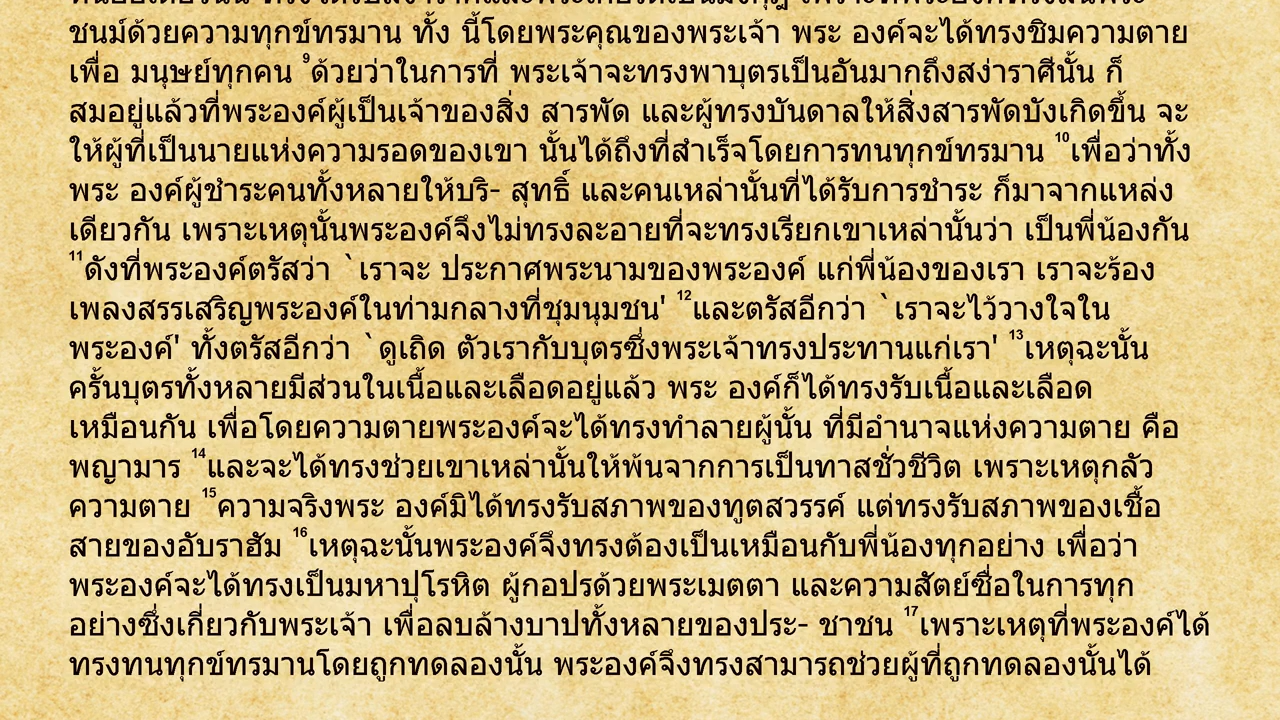 ชนม์ด้วยความทุกข์ทรมาน ทั้ง นี้โดยพระคุณของพระเจ้า พระ องค์จะได้ทรงชิมความตาย
เพื่อ มนุษย์ทุกคน 9ด้วยว่าในการที่ พระเจ้าจะทรงพาบุตรเป็นอันมากถึงสง่าราศีนั้น ก็
สมอยู่แล้วที่พระองค์ผู้เป็นเจ้าของสิ่ง สารพัด และผู้ทรงบันดาลให้สิ่งสารพัดบังเกิดขึ้น จะ
ให้ผู้ที่เป็นนายแห่งความรอดของเขา นั้นได้ถึงที่สำเร็จโดยการทนทุกข์ทรมาน 10เพื่อว่าทั้ง
พระ องค์ผู้ชำระคนทั้งหลายให้บริ- สุทธิ์ และคนเหล่านั้นที่ได้รับการชำระ ก็มาจากแหล่ง
เดียวกัน เพราะเหตุนั้นพระองค์จึงไม่ทรงละอายที่จะทรงเรียกเขาเหล่านั้นว่า เป็นพี่น้องกัน
11ดังที่พระองค์ตรัสว่า `เราจะ ประกาศพระนามของพระองค์ แก่พี่น้องของเรา เราจะร้อง
เพลงสรรเสริญพระองค์ในท่ามกลางที่ชุมนุมชน' 12และตรัสอีกว่า `เราจะไว้วางใจใน
พระองค์' ทั้งตรัสอีกว่า `ดูเถิด ตัวเรากับบุตรซึ่งพระเจ้าทรงประทานแก่เรา' 13เหตุฉะนั้น
ครั้นบุตรทั้งหลายมีส่วนในเนื้อและเลือดอยู่แล้ว พระ องค์ก็ได้ทรงรับเนื้อและเลือด
เหมือนกัน เพื่อโดยความตายพระองค์จะได้ทรงทำลายผู้นั้น ที่มีอำนาจแห่งความตาย คือ
พญามาร 14และจะได้ทรงช่วยเขาเหล่านั้นให้พ้นจากการเป็นทาสชั่วชีวิต เพราะเหตุกลัว
ความตาย 15ความจริงพระ องค์มิได้ทรงรับสภาพของทูตสวรรค์ แต่ทรงรับสภาพของเชื้อ
สายของอับราฮัม 16เหตุฉะนั้นพระองค์จึงทรงต้องเป็นเหมือนกับพี่น้องทุกอย่าง เพื่อว่า
พระองค์จะได้ทรงเป็นมหาปุโรหิต ผู้กอปรด้วยพระเมตตา และความสัตย์ซื่อในการทุก
อย่างซึ่งเกี่ยวกับพระเจ้า เพื่อลบล้างบาปทั้งหลายของประ- ชาชน 17เพราะเหตุที่พระองค์ได้
ทรงทนทุกข์ทรมานโดยถูกทดลองนั้น พระองค์จึงทรงสามารถช่วยผู้ที่ถูกทดลองนั้นได้